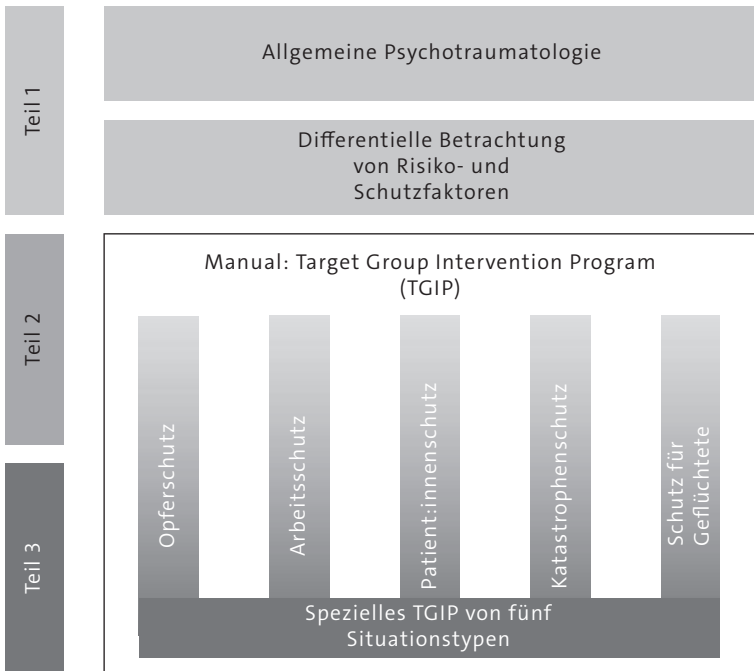 Teil 1
Allgemeine Psychotraumatologie
Differentielle Betrachtung
von Risiko- und
Schutzfaktoren
Teil 2
Manual: Target Group Intervention Program
(TGIP)
Opferschutz
Arbeitsschutz
Patient:innenschutz
Katastrophenschutz
Schutz für
Geflüchtete
Teil 3
Spezielles TGIP von fünf
Situationstypen